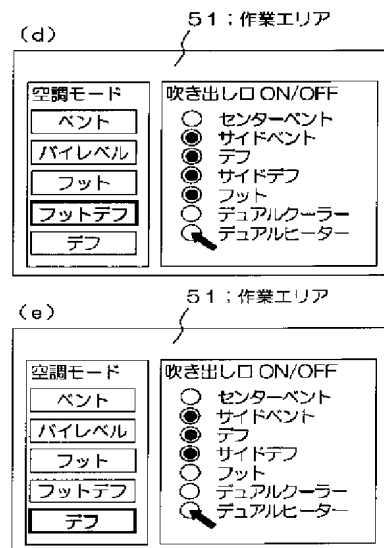 (d)
51:作業エリア
空調モード
ベント
バイレベル
フット
フットデフ
デフ
吹き出し口 ON/OFF
センターベント
サイドベント
デフ
サイドデフ
フット
デュアルクーラー
デュアルヒーター
(e)
51:作業エリア
空調モード
ベント
バイレベル
フット
フットデフ
デフ
吹き出し口 ON/OFF
センターベント
サイドベント
デフ
サイドデフ
フット
デュアルクーラー
デュアルヒーター